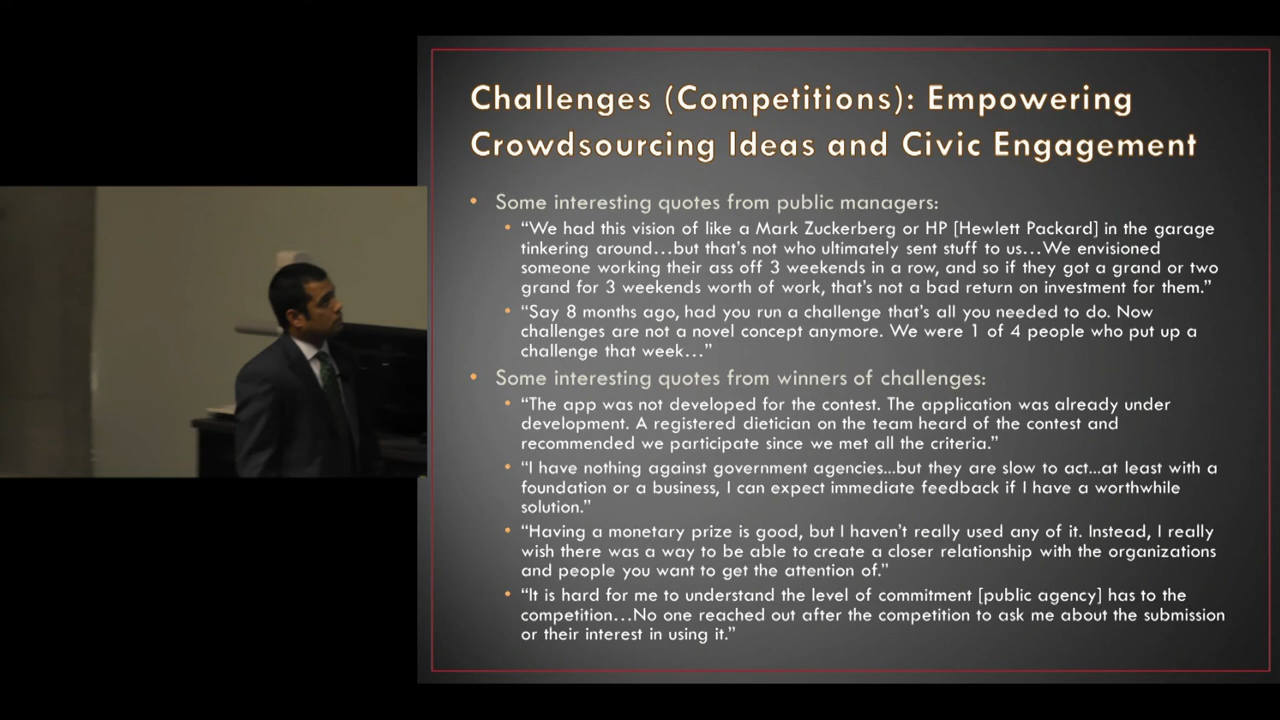 Challenges (Competitions): Empowering
Crowdsourcing Ideas and Civic Engagement
• Some interesting quotes from public managers:
• “We had this vision of like a Mark Zuckerberg or HP [Hewlett Packard] in the garage
tinkering around…but that’s not who ultimately sent stuff to us…We envisioned
someone working their ass off 3 weekends in a row, and so if they got a grand or two
grand for 3 weekends worth of work, that’s not a bad return on investment for them.”
• “Say 8 months ago, had you run a challenge that’s all you needed to do. Now
challenges are not a novel concept anymore. We were 1 of 4 people who put up a
challenge that week…”
• Some interesting quotes from winners of challenges:
• “The app was not developed for the contest. The application was already under
development. A registered dietician on the team heard of the contest and
recommended we participate since we met all the criteria.”
• “I have nothing against government agencies...but they are slow to act...at least with a
foundation or a business, I can expect immediate feedback if I have a worthwhile
solution.”
• “Having a monetary prize is good, but I haven’t really used any of it. Instead, I really
wish there was a way to be able to create a closer relationship with the organizations
and people you want to get the attention of.”
• “It is hard for me to understand the level of commitment [public agency] has to the
competition…No one reached out after the competition to ask me about the submission
or their interest in using it.”